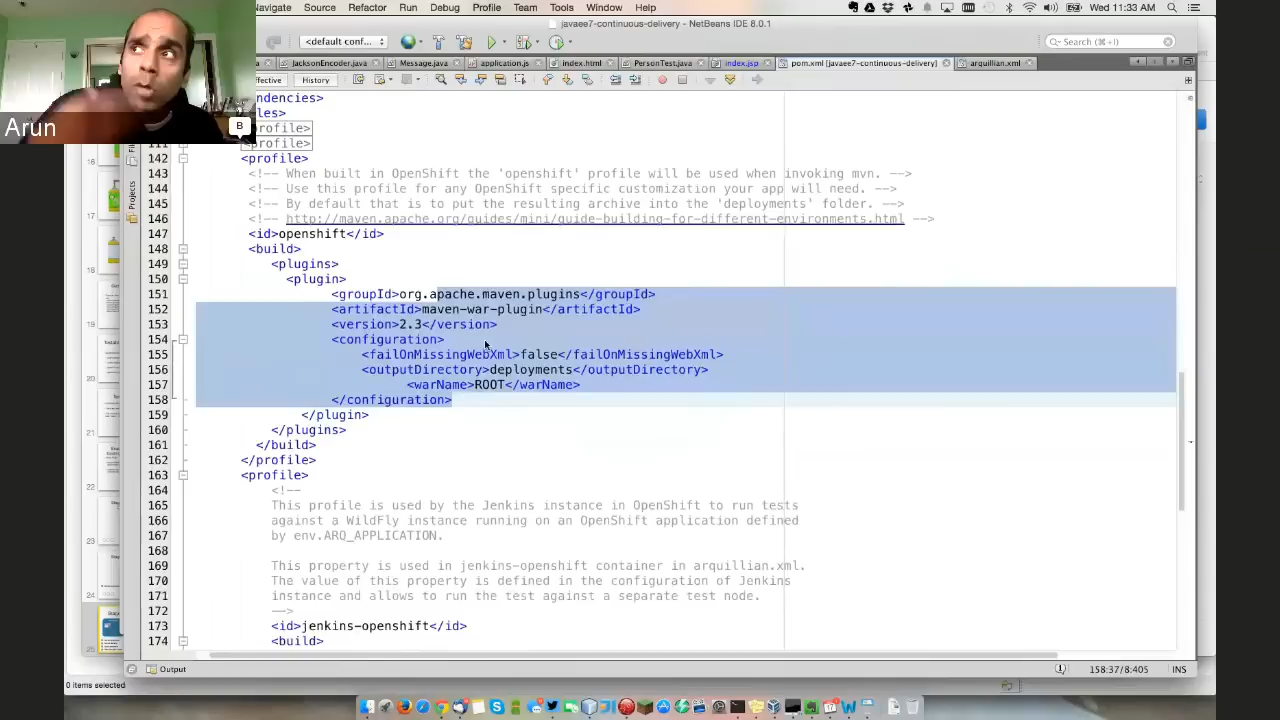 Navigate Source Refactor Run Debug Profile Team Tools Window Help 11:33 AM
javaee7-continuous-delivery - NetBeans IDE 8.0.1
<default conf... Search (⌘+I)
JacksonEncoder.java Message.java application.js index.html PersonTest.java index.jsp pom.xml [javaee7-continuous-delivery] arquillian.xml
History
Arun
B
Projects
ndencies>
les>
profile>
profile>
142 <profile>
143 <!-- When built in OpenShift the 'openshift' profile will be used when invoking mvn. -->
144 <!-- Use this profile for any OpenShift specific customization your app will need. -->
145 <!-- By default that is to put the resulting archive into the 'deployments' folder. -->
146 <!-- http://maven.apache.org/guides/mini/guide-building-for-different-environments.html -->
147 <id>openshift</id>
148 <build>
149 <plugins>
150 <plugin>
151 <groupId>org.apache.maven.plugins</groupId>
152 <artifactId>maven-war-plugin</artifactId>
153 <version>2.3</version>
154 <configuration>
155 <failOnMissingWebXml>false</failOnMissingWebXml>
156 <outputDirectory>deployments</outputDirectory>
157 <warName>ROOT</warName>
158 </configuration>
159 </plugin>
160 </plugins>
161 </build>
162 </profile>
163 <profile>
164 <!--
165 This profile is used by the Jenkins instance in OpenShift to run tests
166 against a WildFly instance running on an OpenShift application defined
167 by env.ARQ_APPLICATION.
168
169 This property is used in jenkins-openshift container in arquillian.xml.
170 The value of this property is defined in the configuration of Jenkins
171 instance and allows to run the test against a separate test node.
172 -->
173 <id>jenkins-openshift</id>
174 <build>
Output 158:37/8:405 INS
0 items selected